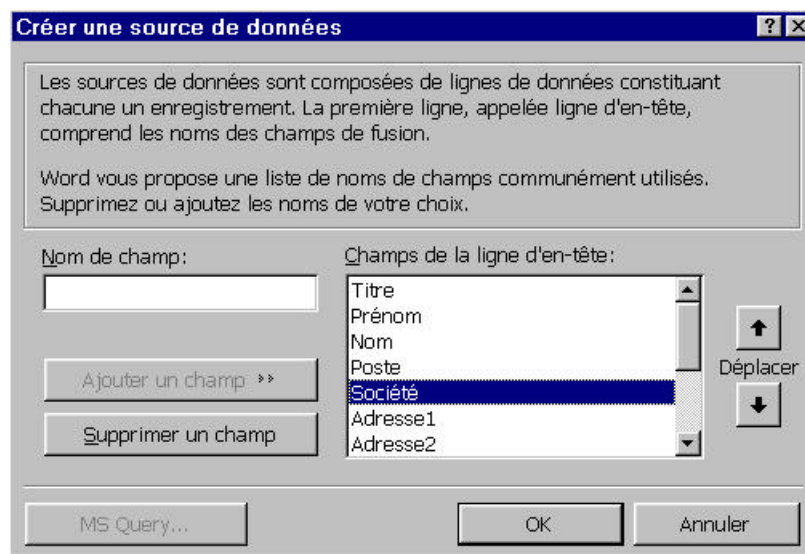 Créer une source de données
Les sources de données sont composées de lignes de données constituant
chacune un enregistrement. La première ligne, appelée ligne d'en-tête,
comprend les noms des champs de fusion.
Word vous propose une liste de noms de champs communément utilisés.
Supprimez ou ajoutez les noms de votre choix.
Nom de champ:
Champs de la ligne d'en-tête:
Titre
Prénom
Nom
Poste
Société
Adresse1
Adresse2
Ajouter un champ »
Supprimer un champ
Déplacer
MS Query...
OK
Annuler